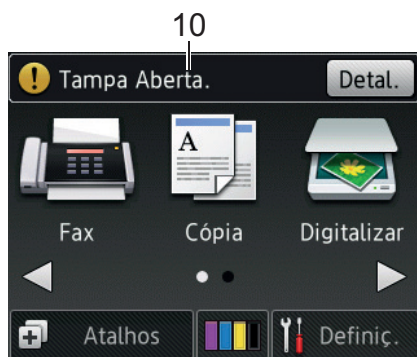 10
Tampa Aberta. Detal.
A
Fax Cópia Digitalizar
Atalhos Definiç.